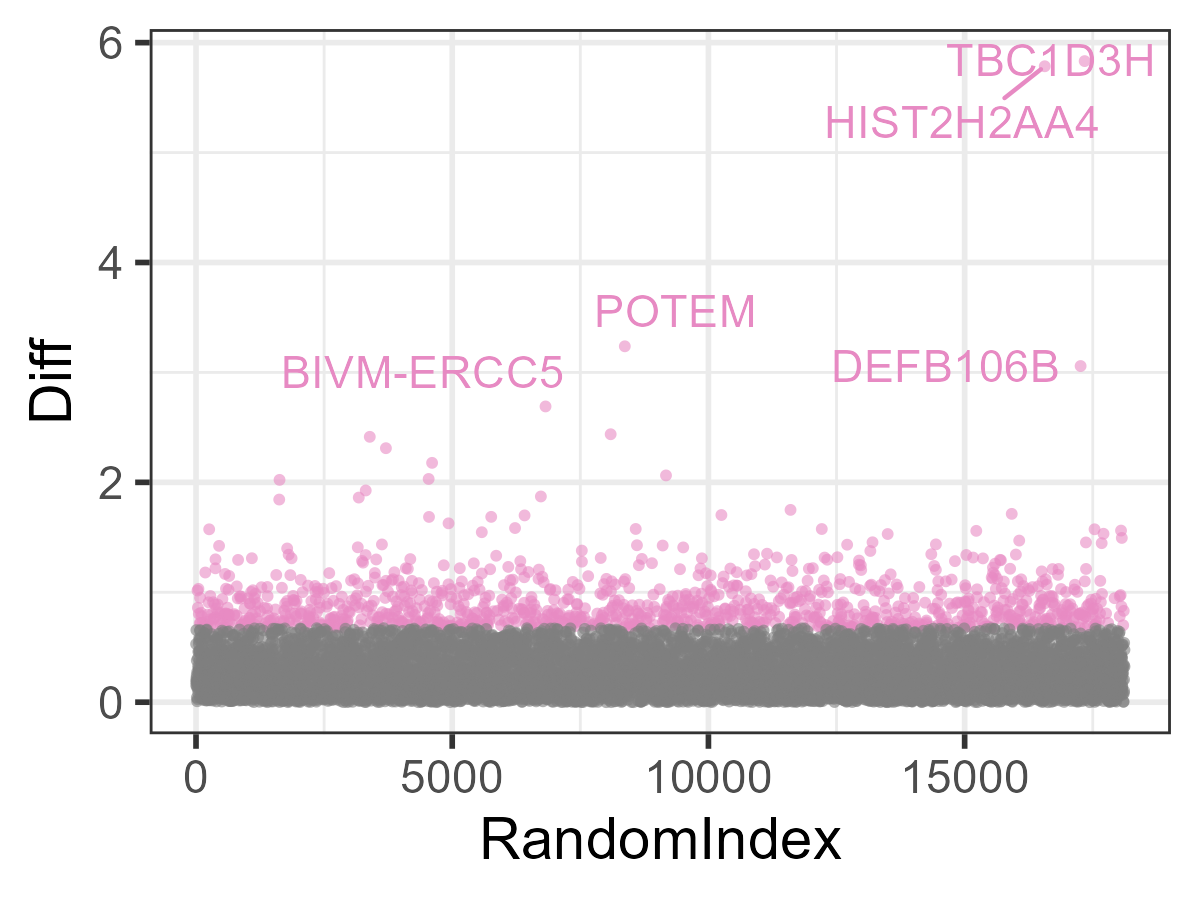 6
TBC1D3H
HIST2H2AA4
4
POTEM
DEFB106B
BIVM-ERCC5
Diff
2
0
0 5000 10000 15000
RandomIndex